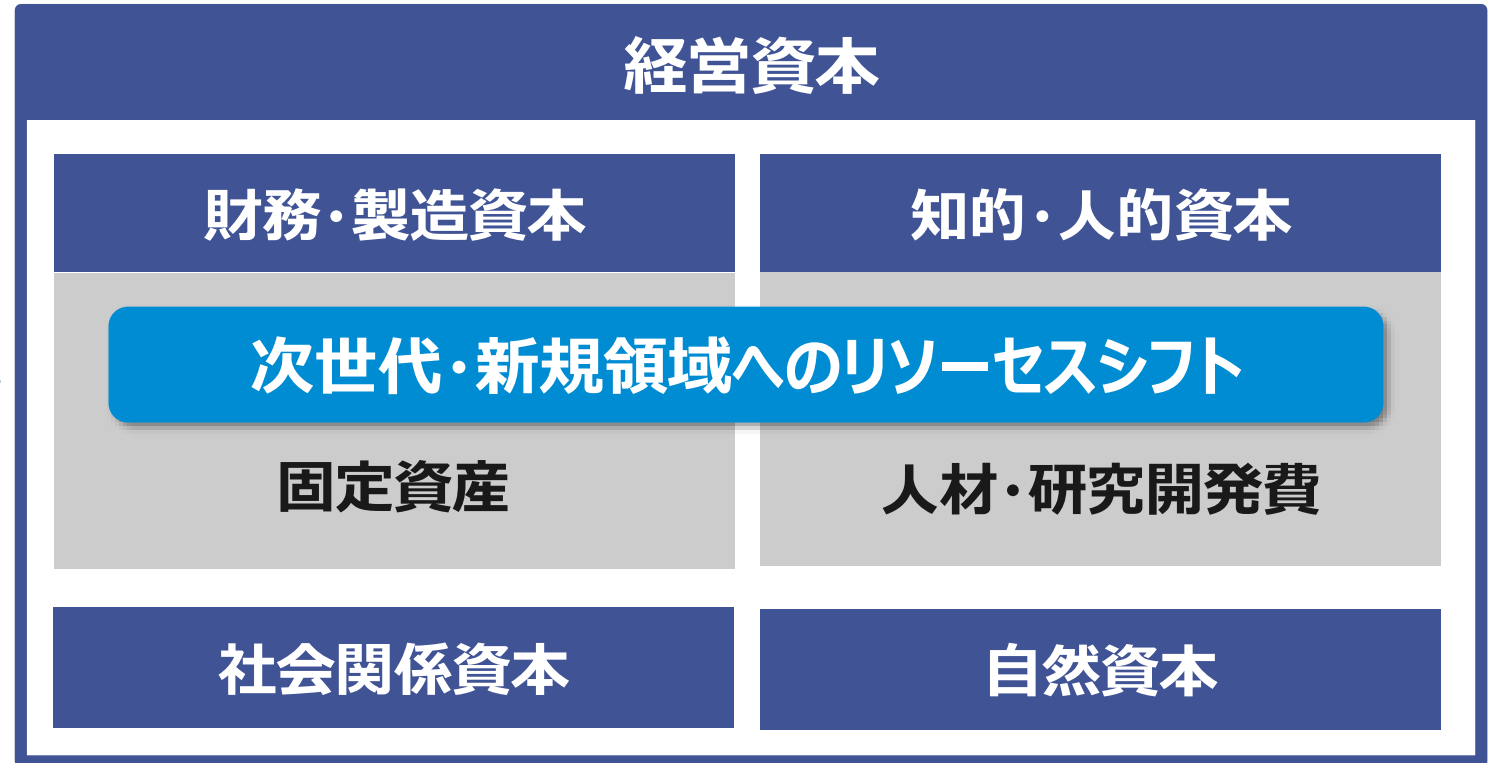 経営資本
財務・製造資本
知的・人的資本
次世代・新規領域へのリソーセスシフト
固定資産
人材・研究開発費
社会関係資本
自然資本